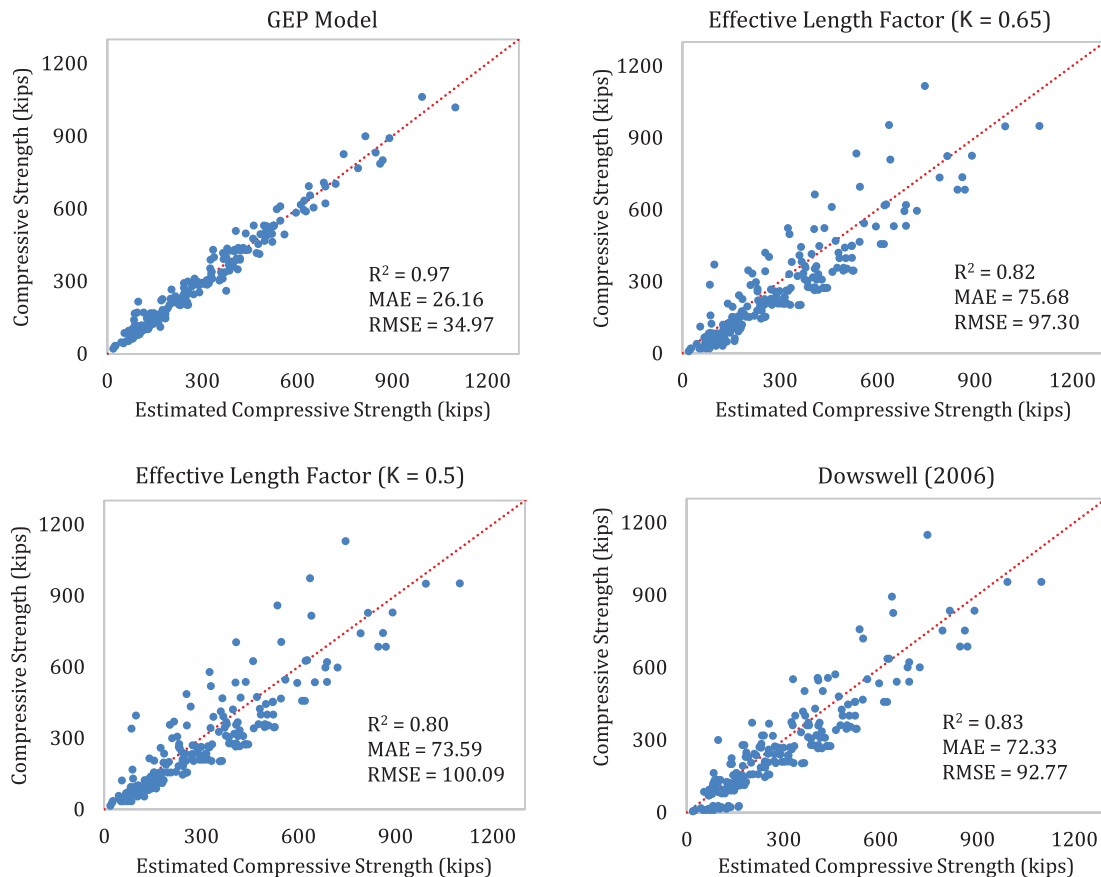 GEP Model
Compressive Strength (kips)
1200
900
600
300
0
R² = 0.97
MAE = 26.16
RMSE = 34.97
0 300 600 900 1200
Estimated Compressive Strength (kips)
Effective Length Factor (K = 0.65)
Compressive Strength (kips)
1200
900
600
300
0
R² = 0.82
MAE = 75.68
RMSE = 97.30
0 300 600 900 1200
Estimated Compressive Strength (kips)
Effective Length Factor (K = 0.5)
Compressive Strength (kips)
1200
900
600
300
0
R² = 0.80
MAE = 73.59
RMSE = 100.09
0 300 600 900 1200
Estimated Compressive Strength (kips)
Dowswell (2006)
Compressive Strength (kips)
1200
900
600
300
0
R² = 0.83
MAE = 72.33
RMSE = 92.77
0 300 600 900 1200
Estimated Compressive Strength (kips)